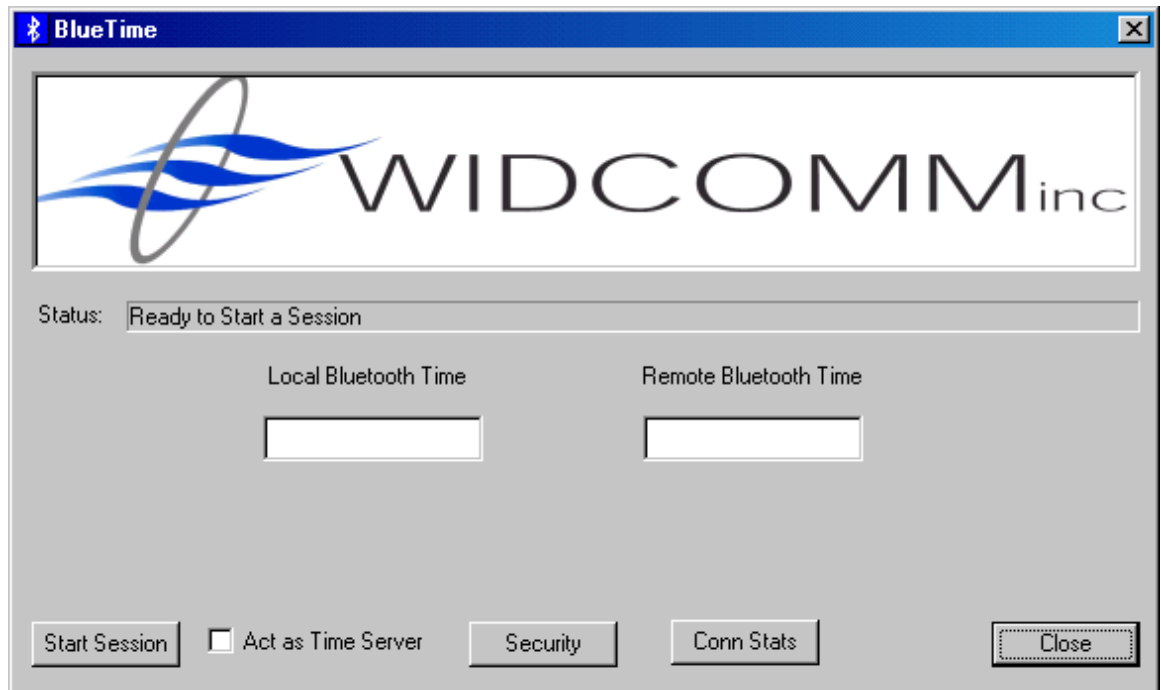 BlueTime
WIDCOMM inc
Status: Ready to Start a Session
Local Bluetooth Time Remote Bluetooth Time
Start Session Act as Time Server Security Conn Stats Close